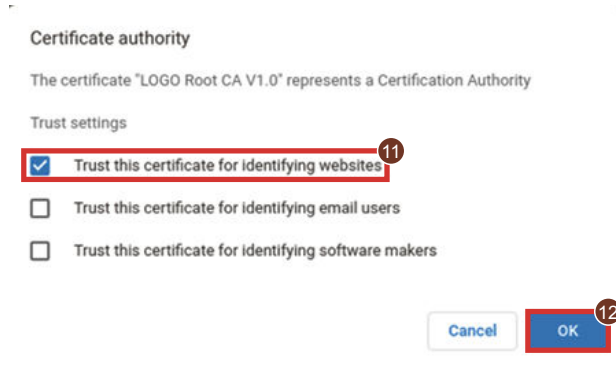 Certificate authority
The certificate "LOGO Root CA V1.0" represents a Certification Authority
Trust settings
11
Trust this certificate for identifying websites
Trust this certificate for identifying email users
Trust this certificate for identifying software makers
12
Cancel OK